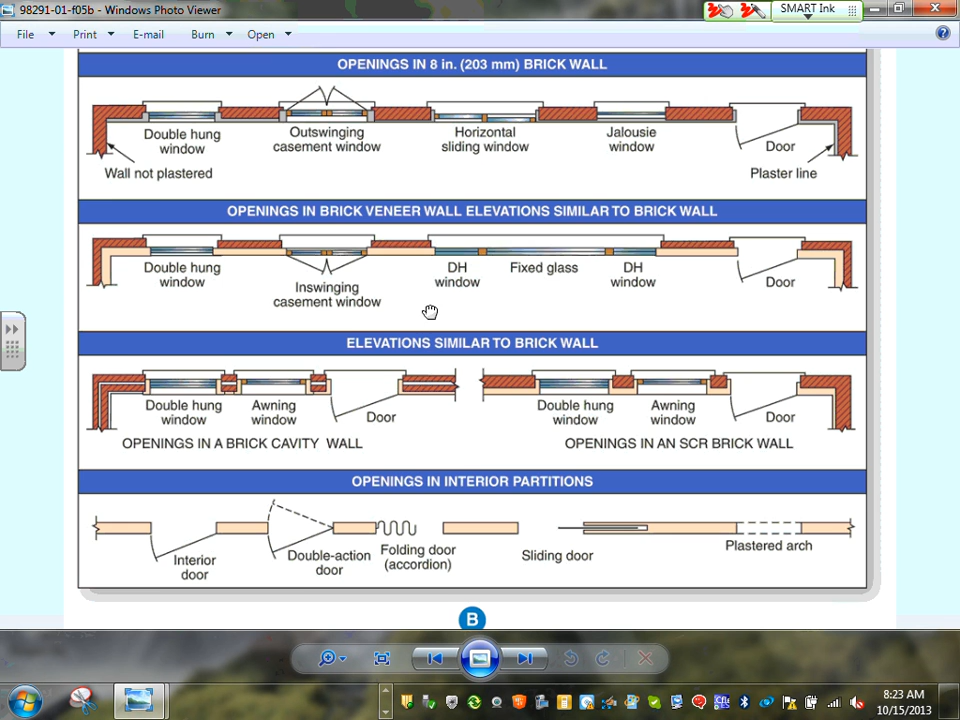 98291-01-f05b - Windows Photo Viewer
SMART Ink
File Print E-mail Burn Open
OPENINGS IN 8 in. (203 mm) BRICK WALL
Double hung
window
Outswinging
casement window
Horizontal
sliding window
Jalousie
window
Door
Wall not plastered
Plaster line
OPENINGS IN BRICK VENEER WALL ELEVATIONS SIMILAR TO BRICK WALL
Double hung
window
Inswinging
casement window
DH
window
Fixed glass
DH
window
Door
ELEVATIONS SIMILAR TO BRICK WALL
Double hung
window
Awning
window
Door
Double hung
window
Awning
window
Door
OPENINGS IN A BRICK CAVITY WALL
OPENINGS IN AN SCR BRICK WALL
OPENINGS IN INTERIOR PARTITIONS
Interior
door
Double-action
door
Folding door
(accordion)
Sliding door
Plastered arch
B
8:23 AM
10/15/2013